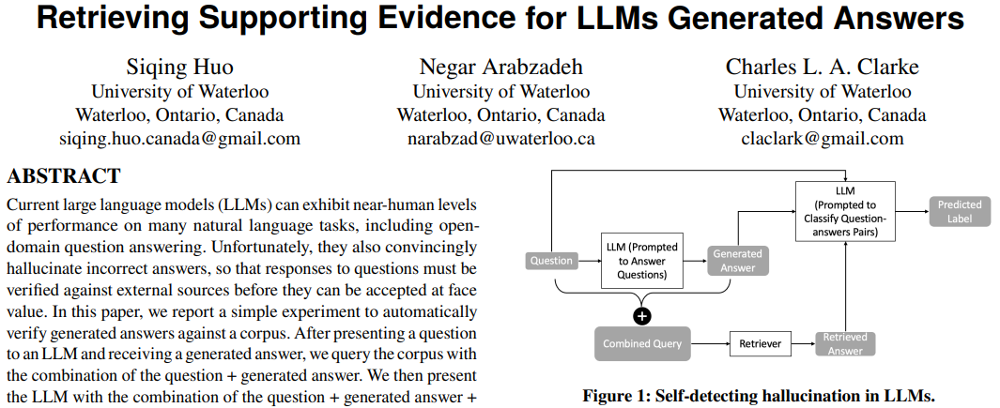 Retrieving Supporting Evidence for LLMs Generated Answers
Siqing Huo
University of Waterloo
Waterloo, Ontario, Canada
siqing.huo.canada@gmail.com
Negar Arabzadeh
University of Waterloo
Waterloo, Ontario, Canada
narabzad@uwaterloo.ca
Charles L. A. Clarke
University of Waterloo
Waterloo, Ontario, Canada
claclark@gmail.com
ABSTRACT
Current large language models (LLMs) can exhibit near-human levels
of performance on many natural language tasks, including open-
domain question answering. Unfortunately, they also convincingly
hallucinate incorrect answers, so that responses to questions must be
verified against external sources before they can be accepted at face
value. In this paper, we report a simple experiment to automatically
verify generated answers against a corpus. After presenting a question
to an LLM and receiving a generated answer, we query the corpus with
the combination of the question + generated answer. We then present
the LLM with the combination of the question + generated answer +
Question
LLM (Prompted
to Answer
Questions)
Generated
Answer
LLM
(Prompted to
Classify Question-
answers Pairs)
Predicted
Label
+
Combined Query
Retriever
Retrieved
Answer
Figure 1: Self-detecting hallucination in LLMs.